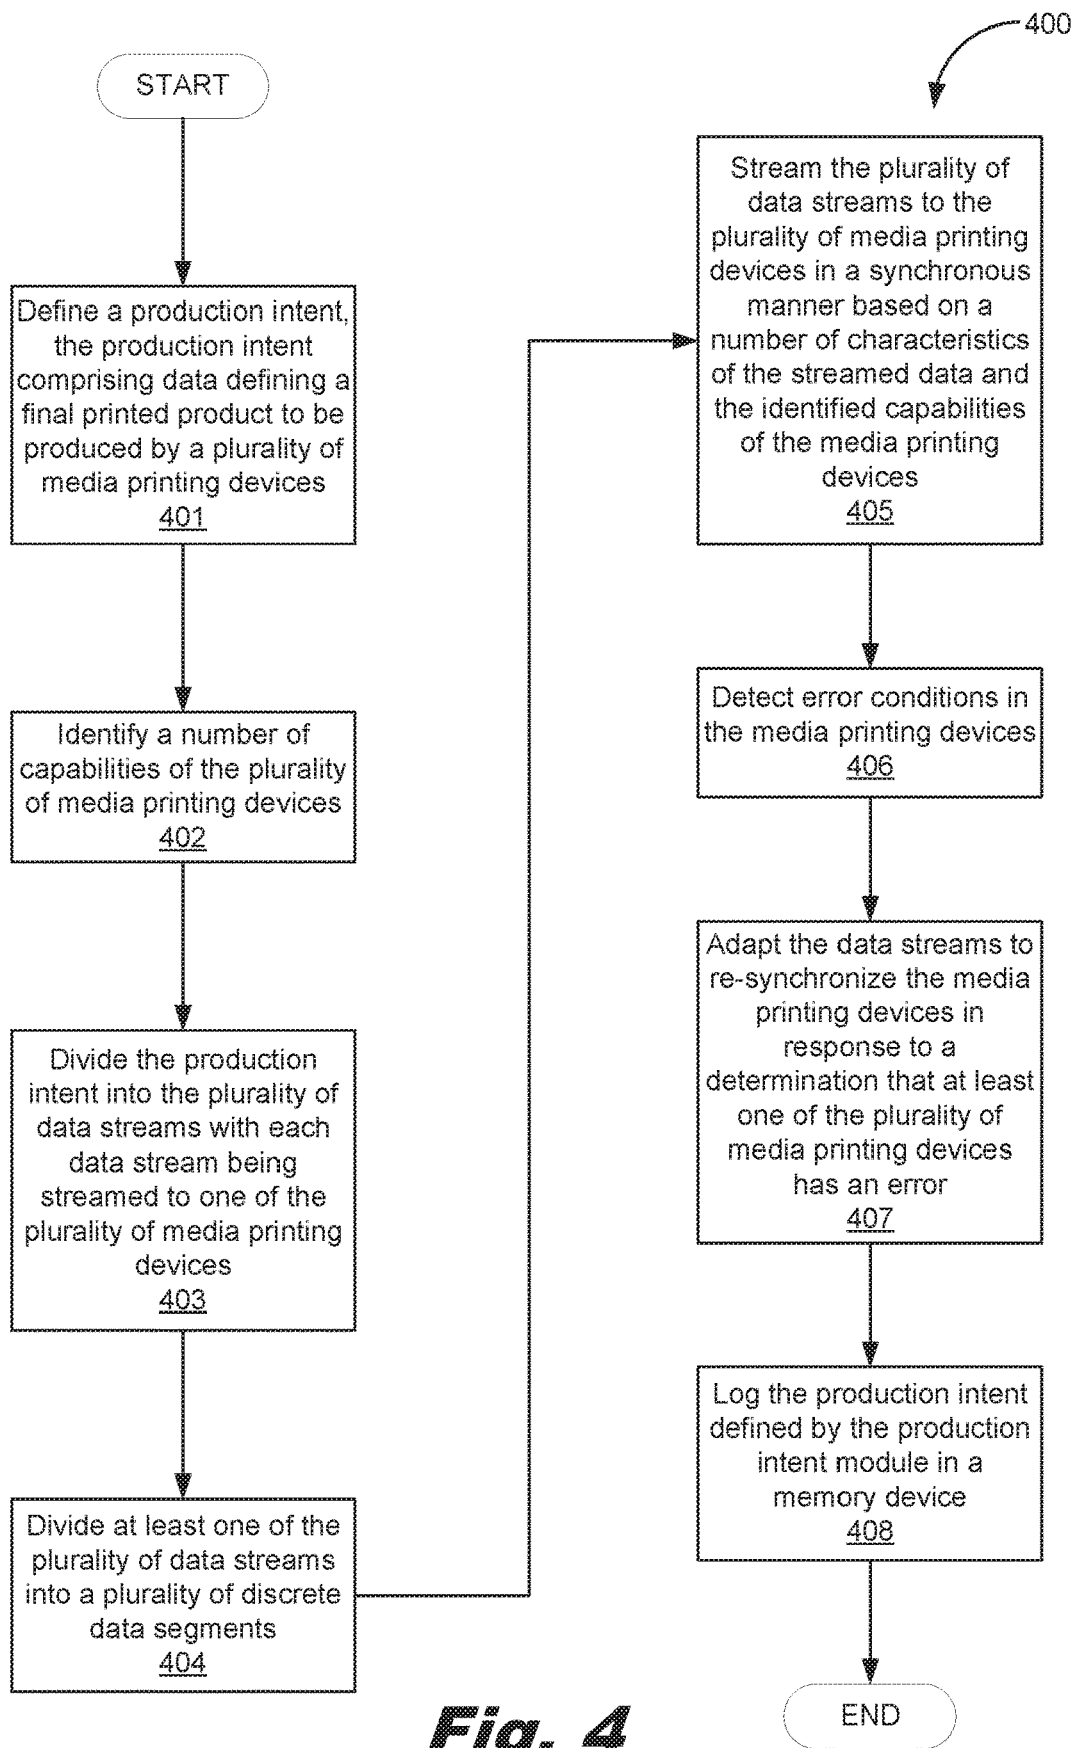 START
Define a production intent,
the production intent
comprising data defining a
final printed product to be
produced by a plurality of
media printing devices
401
Identify a number of
capabilities of the plurality
of media printing devices
402
Divide the production
intent into the plurality of
data streams with each
data stream being
streamed to one of the
plurality of media printing
devices
403
Divide at least one of the
plurality of data streams
into a plurality of discrete
data segments
404
400
Stream the plurality of
data streams to the
plurality of media printing
devices in a synchronous
manner based on a
number of characteristics
of the streamed data and
the identified capabilities
of the media printing
devices
405
Detect error conditions in
the media printing devices
406
Adapt the data streams to
re-synchronize the media
printing devices in
response to a
determination that at least
one of the plurality of
media printing devices
has an error
407
Log the production intent
defined by the production
intent module in a
memory device
408
END
Fig. 4